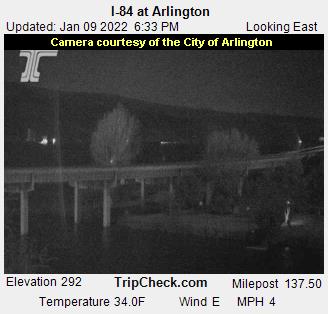 I-84 at Arlington
Updated: Jan 09 2022 6:33 PM Looking East
Camera courtesy of the City of Arlington
Elevation 292 TripCheck.com Milepost 137.50
Temperature 34.0F Wind E MPH 4